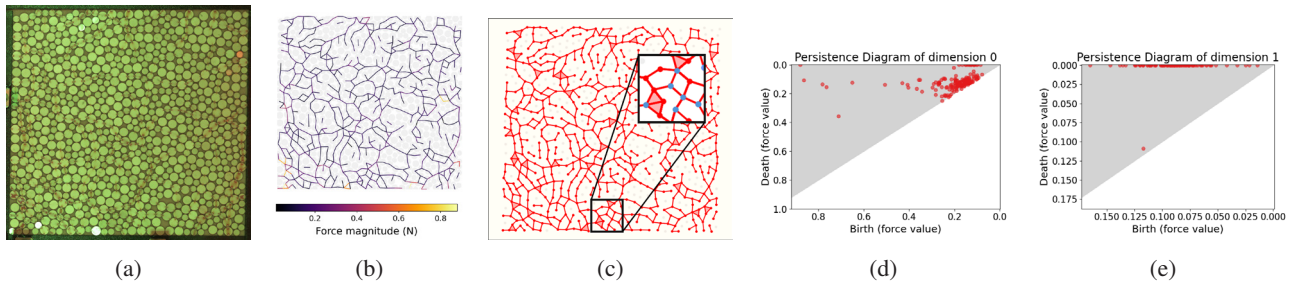 0.2 0.4 0.6 0.8
Force magnitude (N)
Persistence Diagram of dimension 0
0.0
0.2
0.4
0.6
0.8
1.0
Death (force value)
0.8 0.6 0.4 0.2 0.0
Birth (force value)
Persistence Diagram of dimension 1
0.000
0.025
0.050
0.075
0.100
0.125
0.150
0.175
Death (force value)
0.150 0.125 0.100 0.075 0.050 0.025 0.000
Birth (force value)
(a) (b) (c) (d) (e)